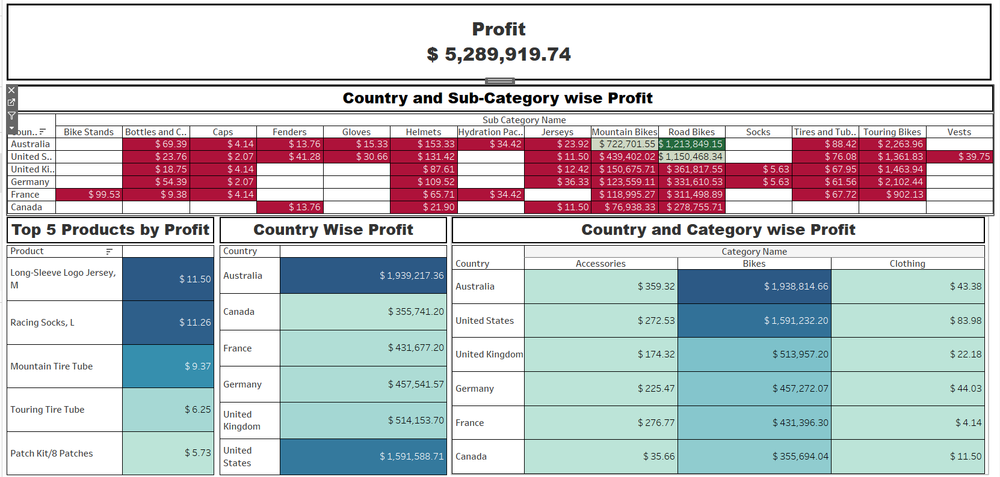 Profit
$ 5,289,919.74
Country and Sub-Category wise Profit
Sub Category Name
oun.. Bike Stands Bottles and C.. Caps Fenders Gloves Helmets Hydration Pac.. Jerseys Mountain Bikes Road Bikes Socks Tires and Tub.. Touring Bikes Vests
Australia $ 69.39 $ 4.14 $ 13.76 $ 15.33 $ 153.33 $ 34.42 $ 23.92 $ 722,701.55 $ 1,213,849.15 $ 88.42 $ 2,263.96
United S.. $ 23.76 $ 2.07 $ 41.28 $ 30.66 $ 131.42 $ 11.50 $ 439,402.02 $ 1,150,468.34 $ 76.08 $ 1,361.83 $ 39.75
United Ki.. $ 18.75 $ 4.14 $ 87.61 $ 12.42 $ 150,675.71 $ 361,817.55 $ 5.63 $ 67.95 $ 1,463.94
Germany $ 54.39 $ 2.07 $ 109.52 $ 36.33 $ 123,559.11 $ 331,610.53 $ 5.63 $ 61.56 $ 2,102.44
France $ 99.53 $ 9.38 $ 4.14 $ 65.71 $ 34.42 $ 118,995.27 $ 311,498.89 $ 67.72 $ 902.13
Canada $ 13.76 $ 21.90 $ 11.50 $ 76,938.33 $ 278,755.71
Top 5 Products by Profit
Product
Long-Sleeve Logo Jersey,
M $ 11.50
Racing Socks, L $ 11.26
Mountain Tire Tube $ 9.37
Touring Tire Tube $ 6.25
Patch Kit/8 Patches $ 5.73
Country Wise Profit
Country
Australia $ 1,939,217.36
Canada $ 355,741.20
France $ 431,677.20
Germany $ 457,541.57
United
Kingdom $ 514,153.70
United
States $ 1,591,588.71
Country and Category wise Profit
Category Name
Country Accessories Bikes Clothing
Australia $ 359.32 $ 1,938,814.66 $ 43.38
United States $ 272.53 $ 1,591,232.20 $ 83.98
United Kingdom $ 174.32 $ 513,957.20 $ 22.18
Germany $ 225.47 $ 457,272.07 $ 44.03
France $ 276.77 $ 431,396.30 $ 4.14
Canada $ 35.66 $ 355,694.04 $ 11.50